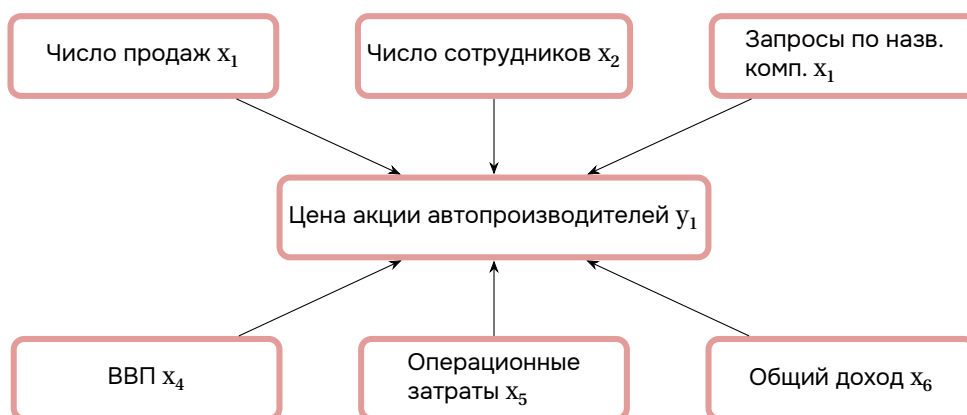 Число продаж x₁
Число сотрудников x₂
Запросы по назв.
комп. x₁
Цена акции автопроизводителей y₁
ВВП x₄
Операционные
затраты x₅
Общий доход x₆